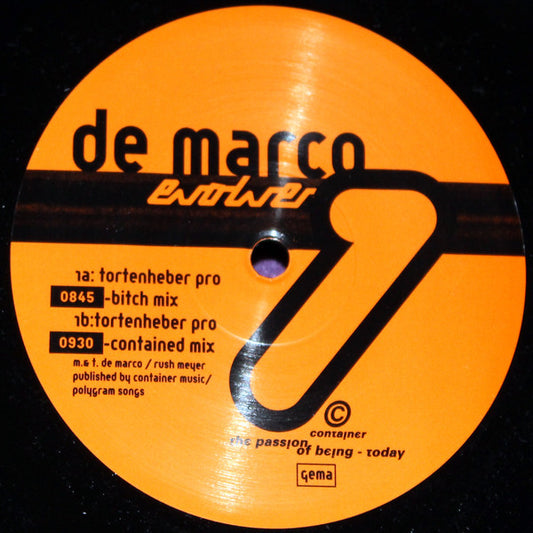 de marco
evolver
1a: tortenheber pro
0845 -bitch mix
1b:tortenheber pro
0930 -contained mix
m.& t. de marco / rush meyer
published by container music/
polygram songs
©
container
the passion
of being - today
GEMA